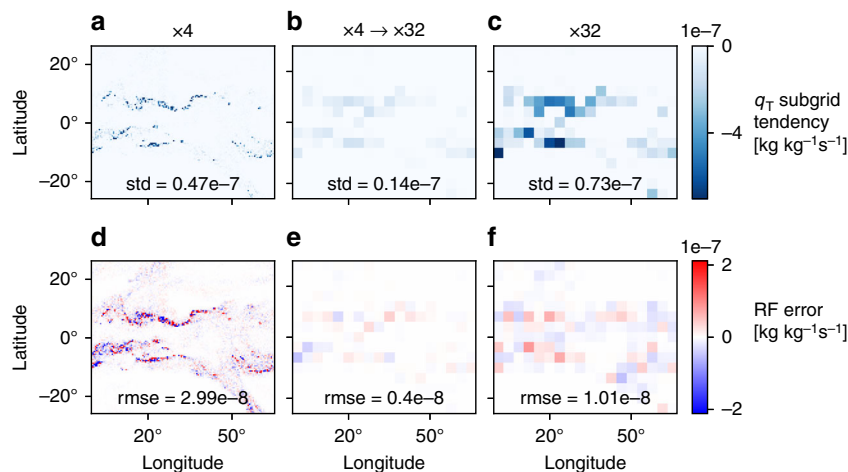 a
×4
b
×4 → ×32
c
×32
1e–7
20°
0°
–20°
Latitude
std = 0.47e–7
std = 0.14e–7
std = 0.73e–7
0
–4
qT subgrid
tendency
[kg kg⁻¹s⁻¹]
d
e
f
1e–7
20°
0°
–20°
Latitude
rmse = 2.99e–8
rmse = 0.4e–8
rmse = 1.01e–8
2
0
–2
RF error
[kg kg⁻¹s⁻¹]
20° 50°
20° 50°
20° 50°
Longitude
Longitude
Longitude